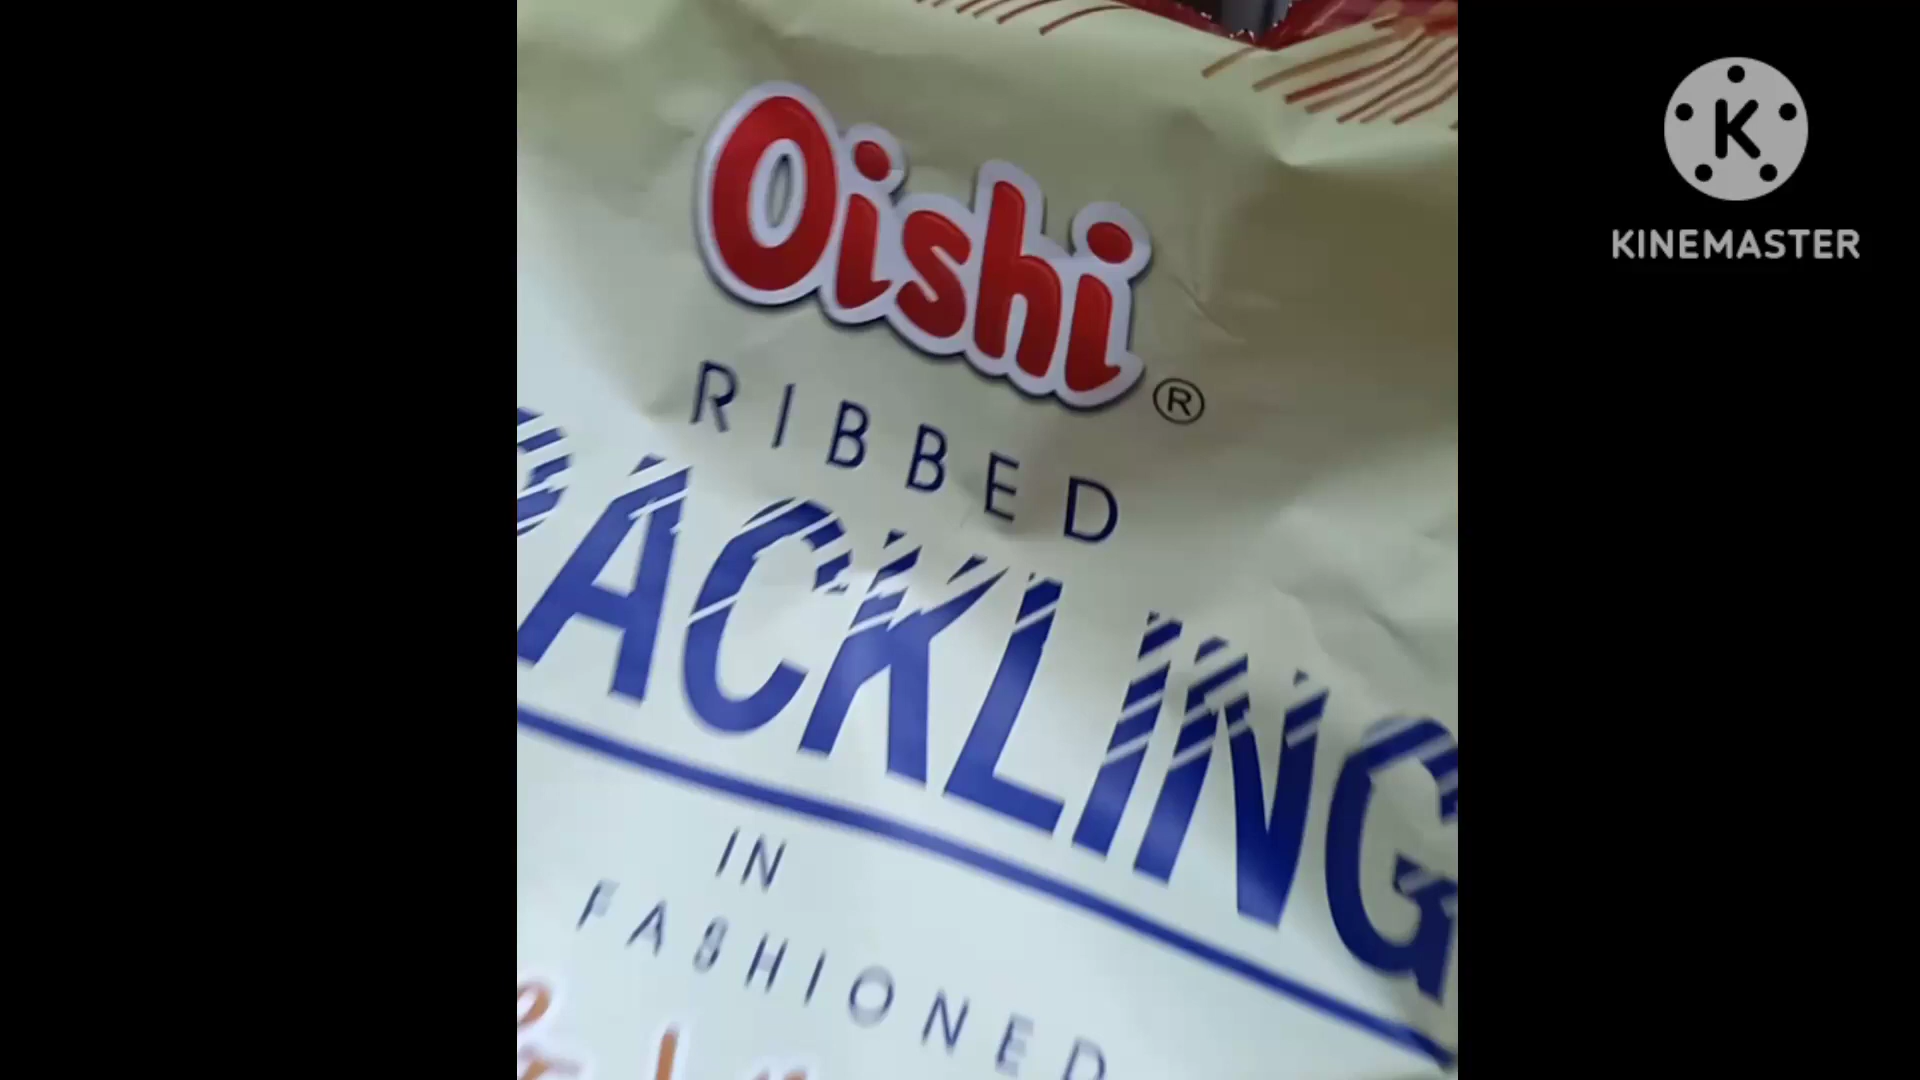 Oishi®
RIBBED
ACKLING
IN
FASHIONED
KINEMASTER